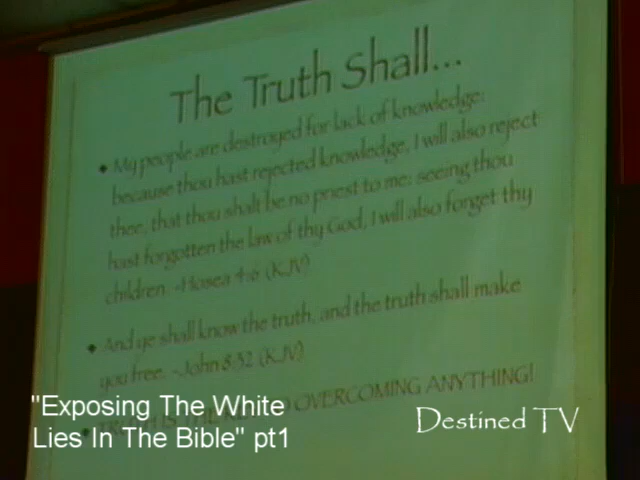 The Truth Shall...
• My people are destroyed for lack of knowledge:
because thou hast rejected knowledge, I will also reject
thee, that thou shalt be no priest to me: seeing thou
hast forgotten the law of thy God, I will also forget thy
children. ~Hosea 4:6 (KJV)
• And ye shall know the truth, and the truth shall make
you free. ~John 8:32 (KJV)
• IS THE OVERCOMING ANYTHING!
"Exposing The White
Lies In The Bible" pt1
Destined TV